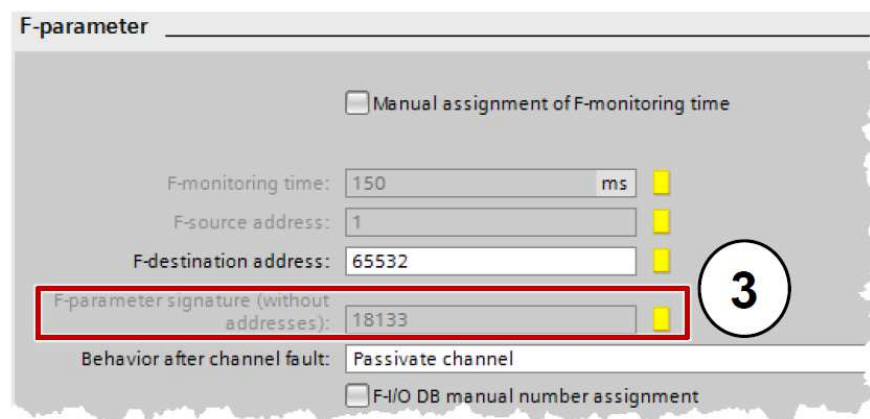 F-parameter
Manual assignment of F-monitoring time
F-monitoring time: 150 ms
F-source address: 1
F-destination address: 65532
F-parameter signature (without
addresses): 18133
3
Behavior after channel fault: Passivate channel
F-I/O DB manual number assignment